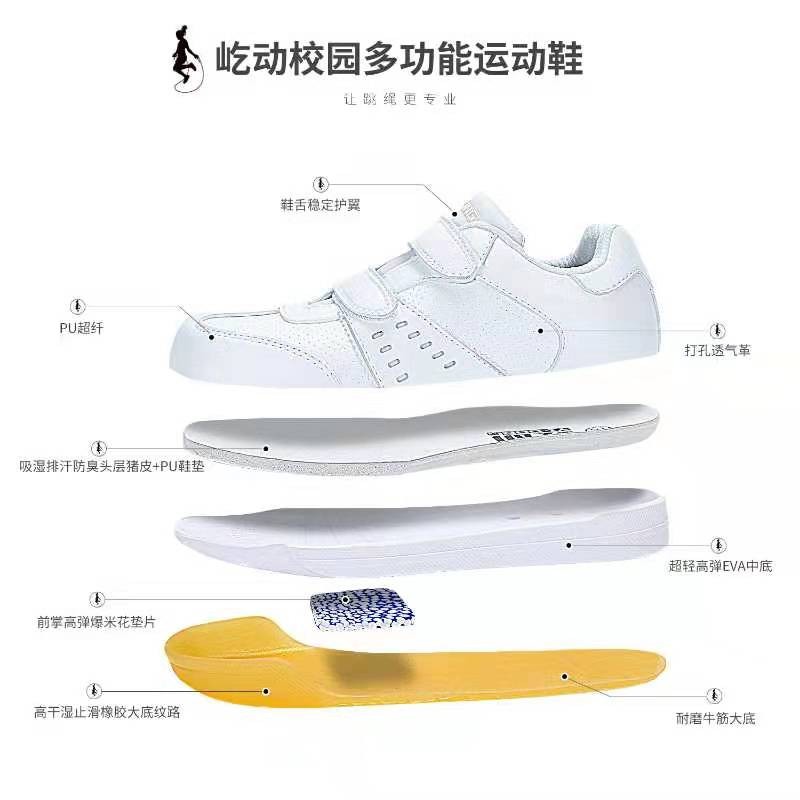 屹动校园多功能运动鞋
让跳绳更专业
鞋舌稳定护翼
PU超纤
打孔透气革
吸湿排汗防臭头层猪皮+PU鞋垫
超轻高弹EVA中底
前掌高弹爆米花垫片
高干湿止滑橡胶大底纹路
耐磨牛筋大底